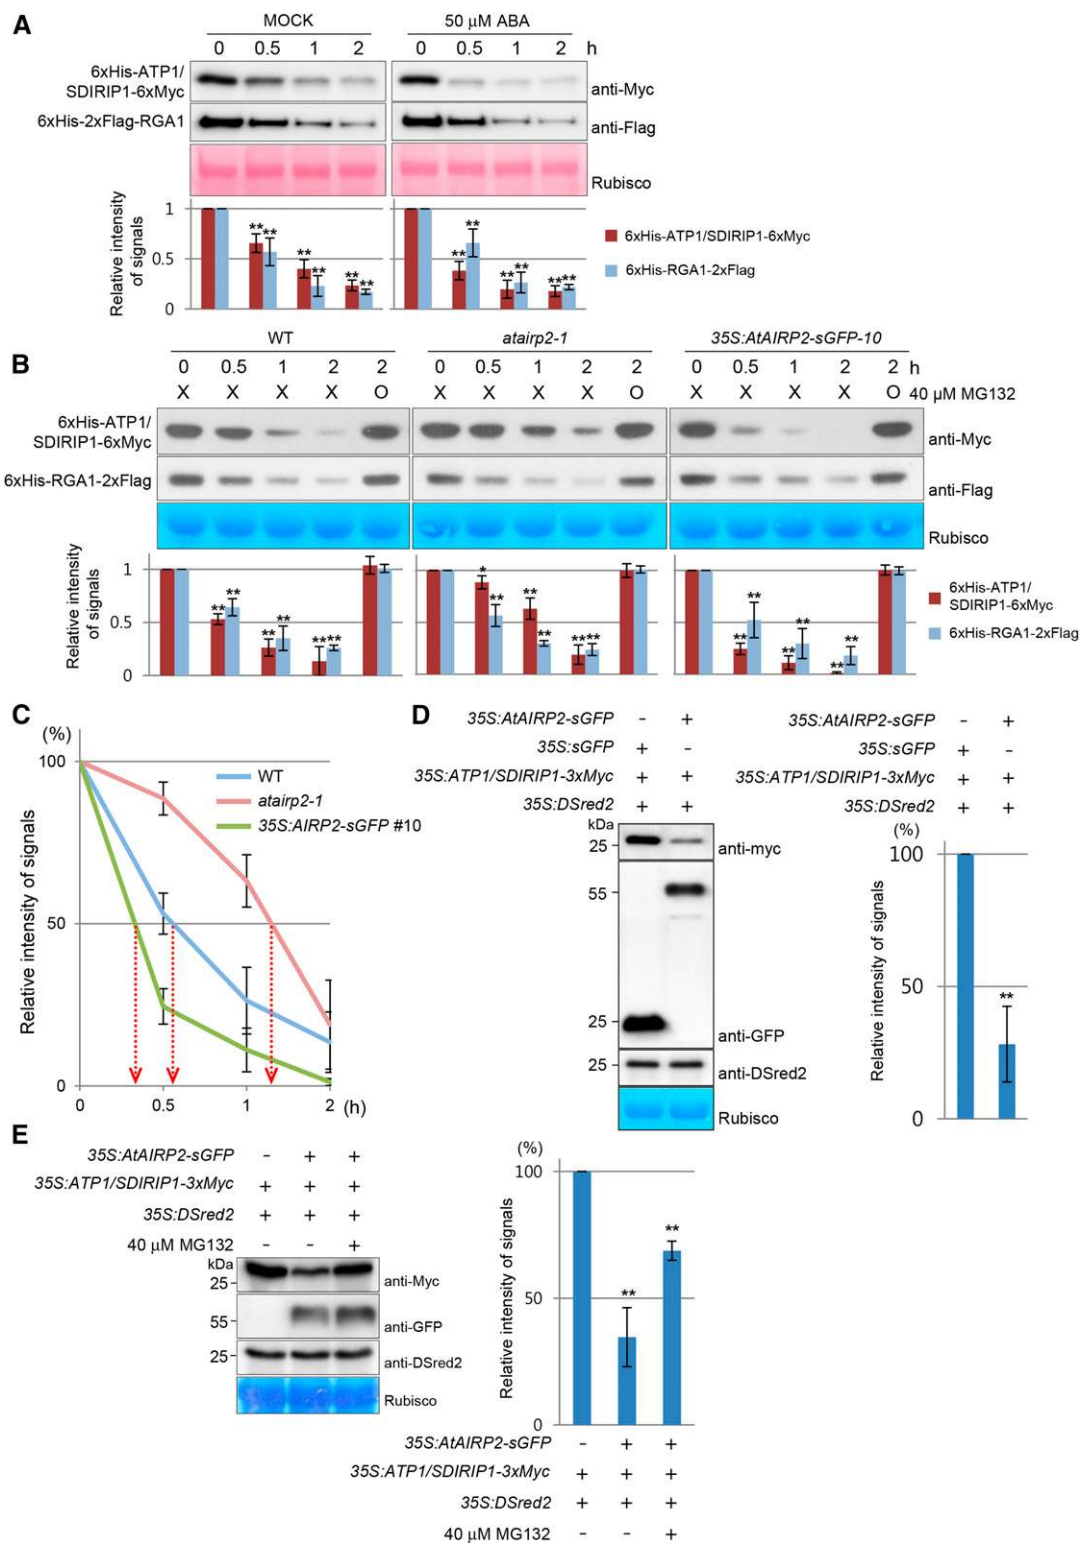 A
MOCK
50 μM ABA
0 0.5 1 2 0 0.5 1 2 h
6xHis-ATP1/
SDIRIP1-6xMyc
anti-Myc
6xHis-2xFlag-RGA1
anti-Flag
Rubisco
Relative intensity
of signals
1
0.5
0
** ** ** ** ** **
** ** ** ** ** **
6xHis-ATP1/SDIRIP1-6xMyc
6xHis-RGA1-2xFlag
B
WT
atairp2-1
35S:AtAIRP2-sGFP-10
0 0.5 1 2 2 0 0.5 1 2 2 0 0.5 1 2 2 h
X X X X O X X X X O X X X X O 40 μM MG132
6xHis-ATP1/
SDIRIP1-6xMyc
anti-Myc
6xHis-RGA1-2xFlag
anti-Flag
Rubisco
Relative intensity
of signals
1
0.5
0
** ** ** ** ** **
* ** ** ** ** **
** ** ** ** ** **
6xHis-ATP1/
SDIRIP1-6xMyc
6xHis-RGA1-2xFlag
C
(%)
100
50
0
Relative intensity of signals
WT
atairp2-1
35S:AIRP2-sGFP #10
0 0.5 1 2 (h)
D
35S:AtAIRP2-sGFP - +
35S:sGFP + -
35S:ATP1/SDIRIP1-3xMyc + +
35S:DSred2 + +
kDa
25
anti-myc
55
25
anti-GFP
25
anti-DSred2
Rubisco
35S:AtAIRP2-sGFP - +
35S:sGFP + -
35S:ATP1/SDIRIP1-3xMyc + +
35S:DSred2 + +
(%)
100
50
0
Relative intensity of signals
**
E
35S:AtAIRP2-sGFP - + +
35S:ATP1/SDIRIP1-3xMyc + + +
35S:DSred2 + + +
40 μM MG132 - - +
kDa
25
anti-Myc
55
anti-GFP
25
anti-DSred2
Rubisco
(%)
100
50
0
Relative intensity of signals
**
**
35S:AtAIRP2-sGFP - + +
35S:ATP1/SDIRIP1-3xMyc + + +
35S:DSred2 + + +
40 μM MG132 - - +